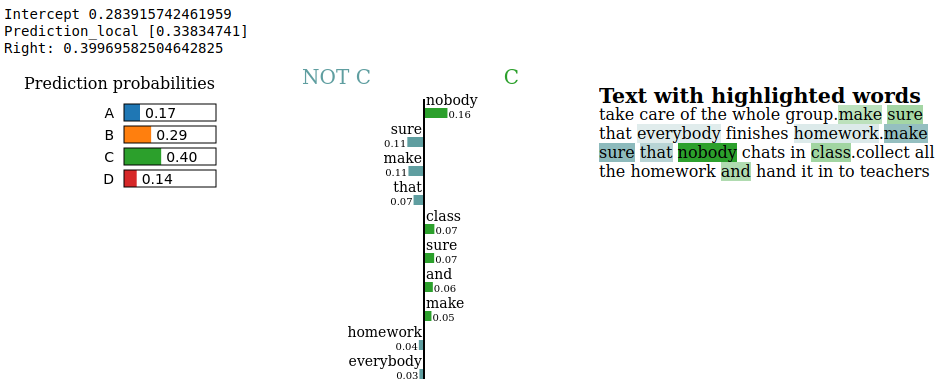 Intercept 0.283915742461959
Prediction_local [0.33834741]
Right: 0.39969582504642825
Prediction probabilities
A 0.17
B 0.29
C 0.40
D 0.14
NOT C C
nobody
0.16
sure
0.11
make
0.11
that
0.07
class
0.07
sure
0.07
and
0.06
make
0.05
homework
0.04
everybody
0.03
Text with highlighted words
take care of the whole group.make sure
that everybody finishes homework.make
sure that nobody chats in class.collect all
the homework and hand it in to teachers